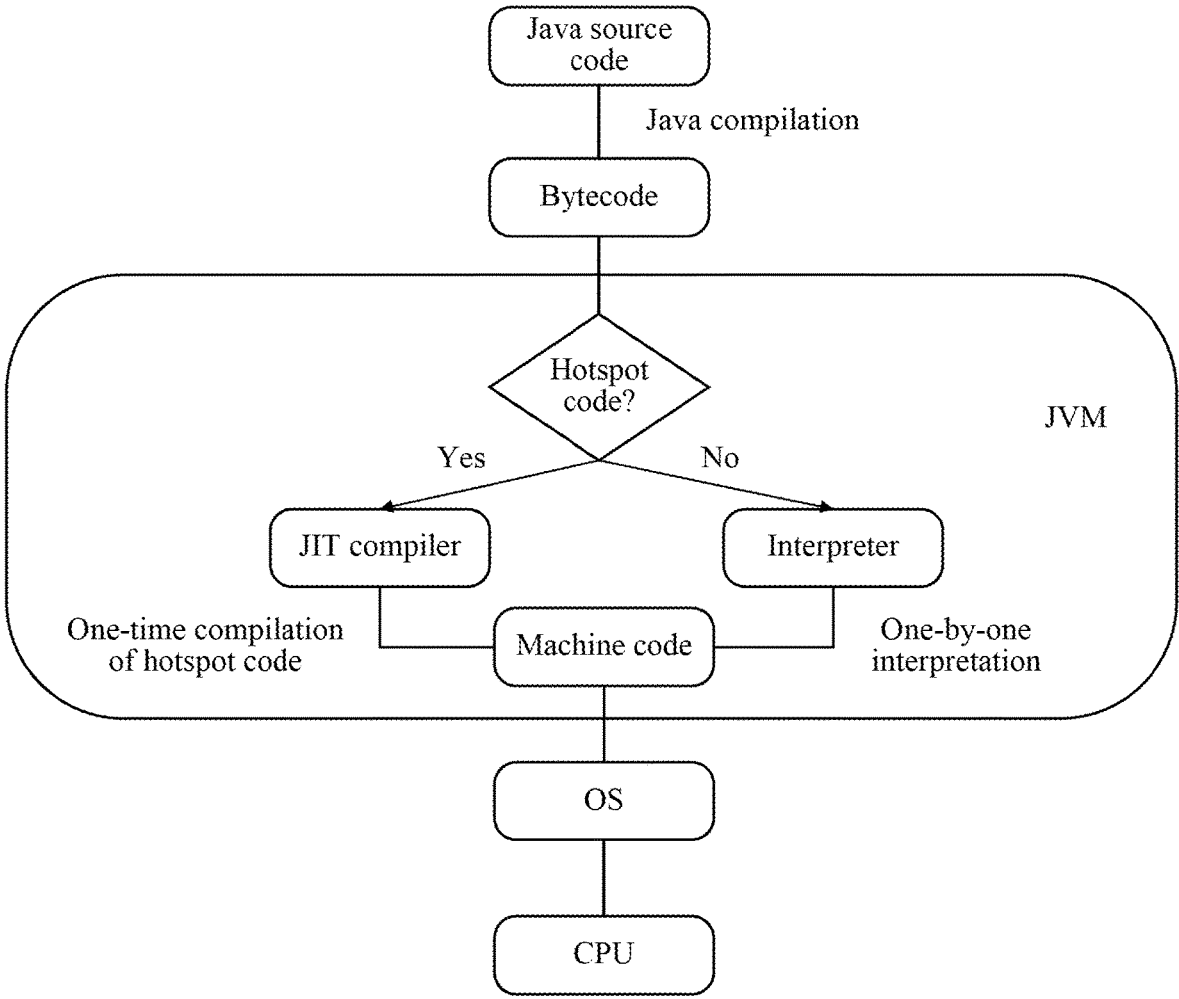 Java source
code
Java compilation
Bytecode
Hotspot
code?
JVM
Yes
No
JIT compiler
Interpreter
One-time compilation
of hotspot code
Machine code
One-by-one
interpretation
OS
CPU